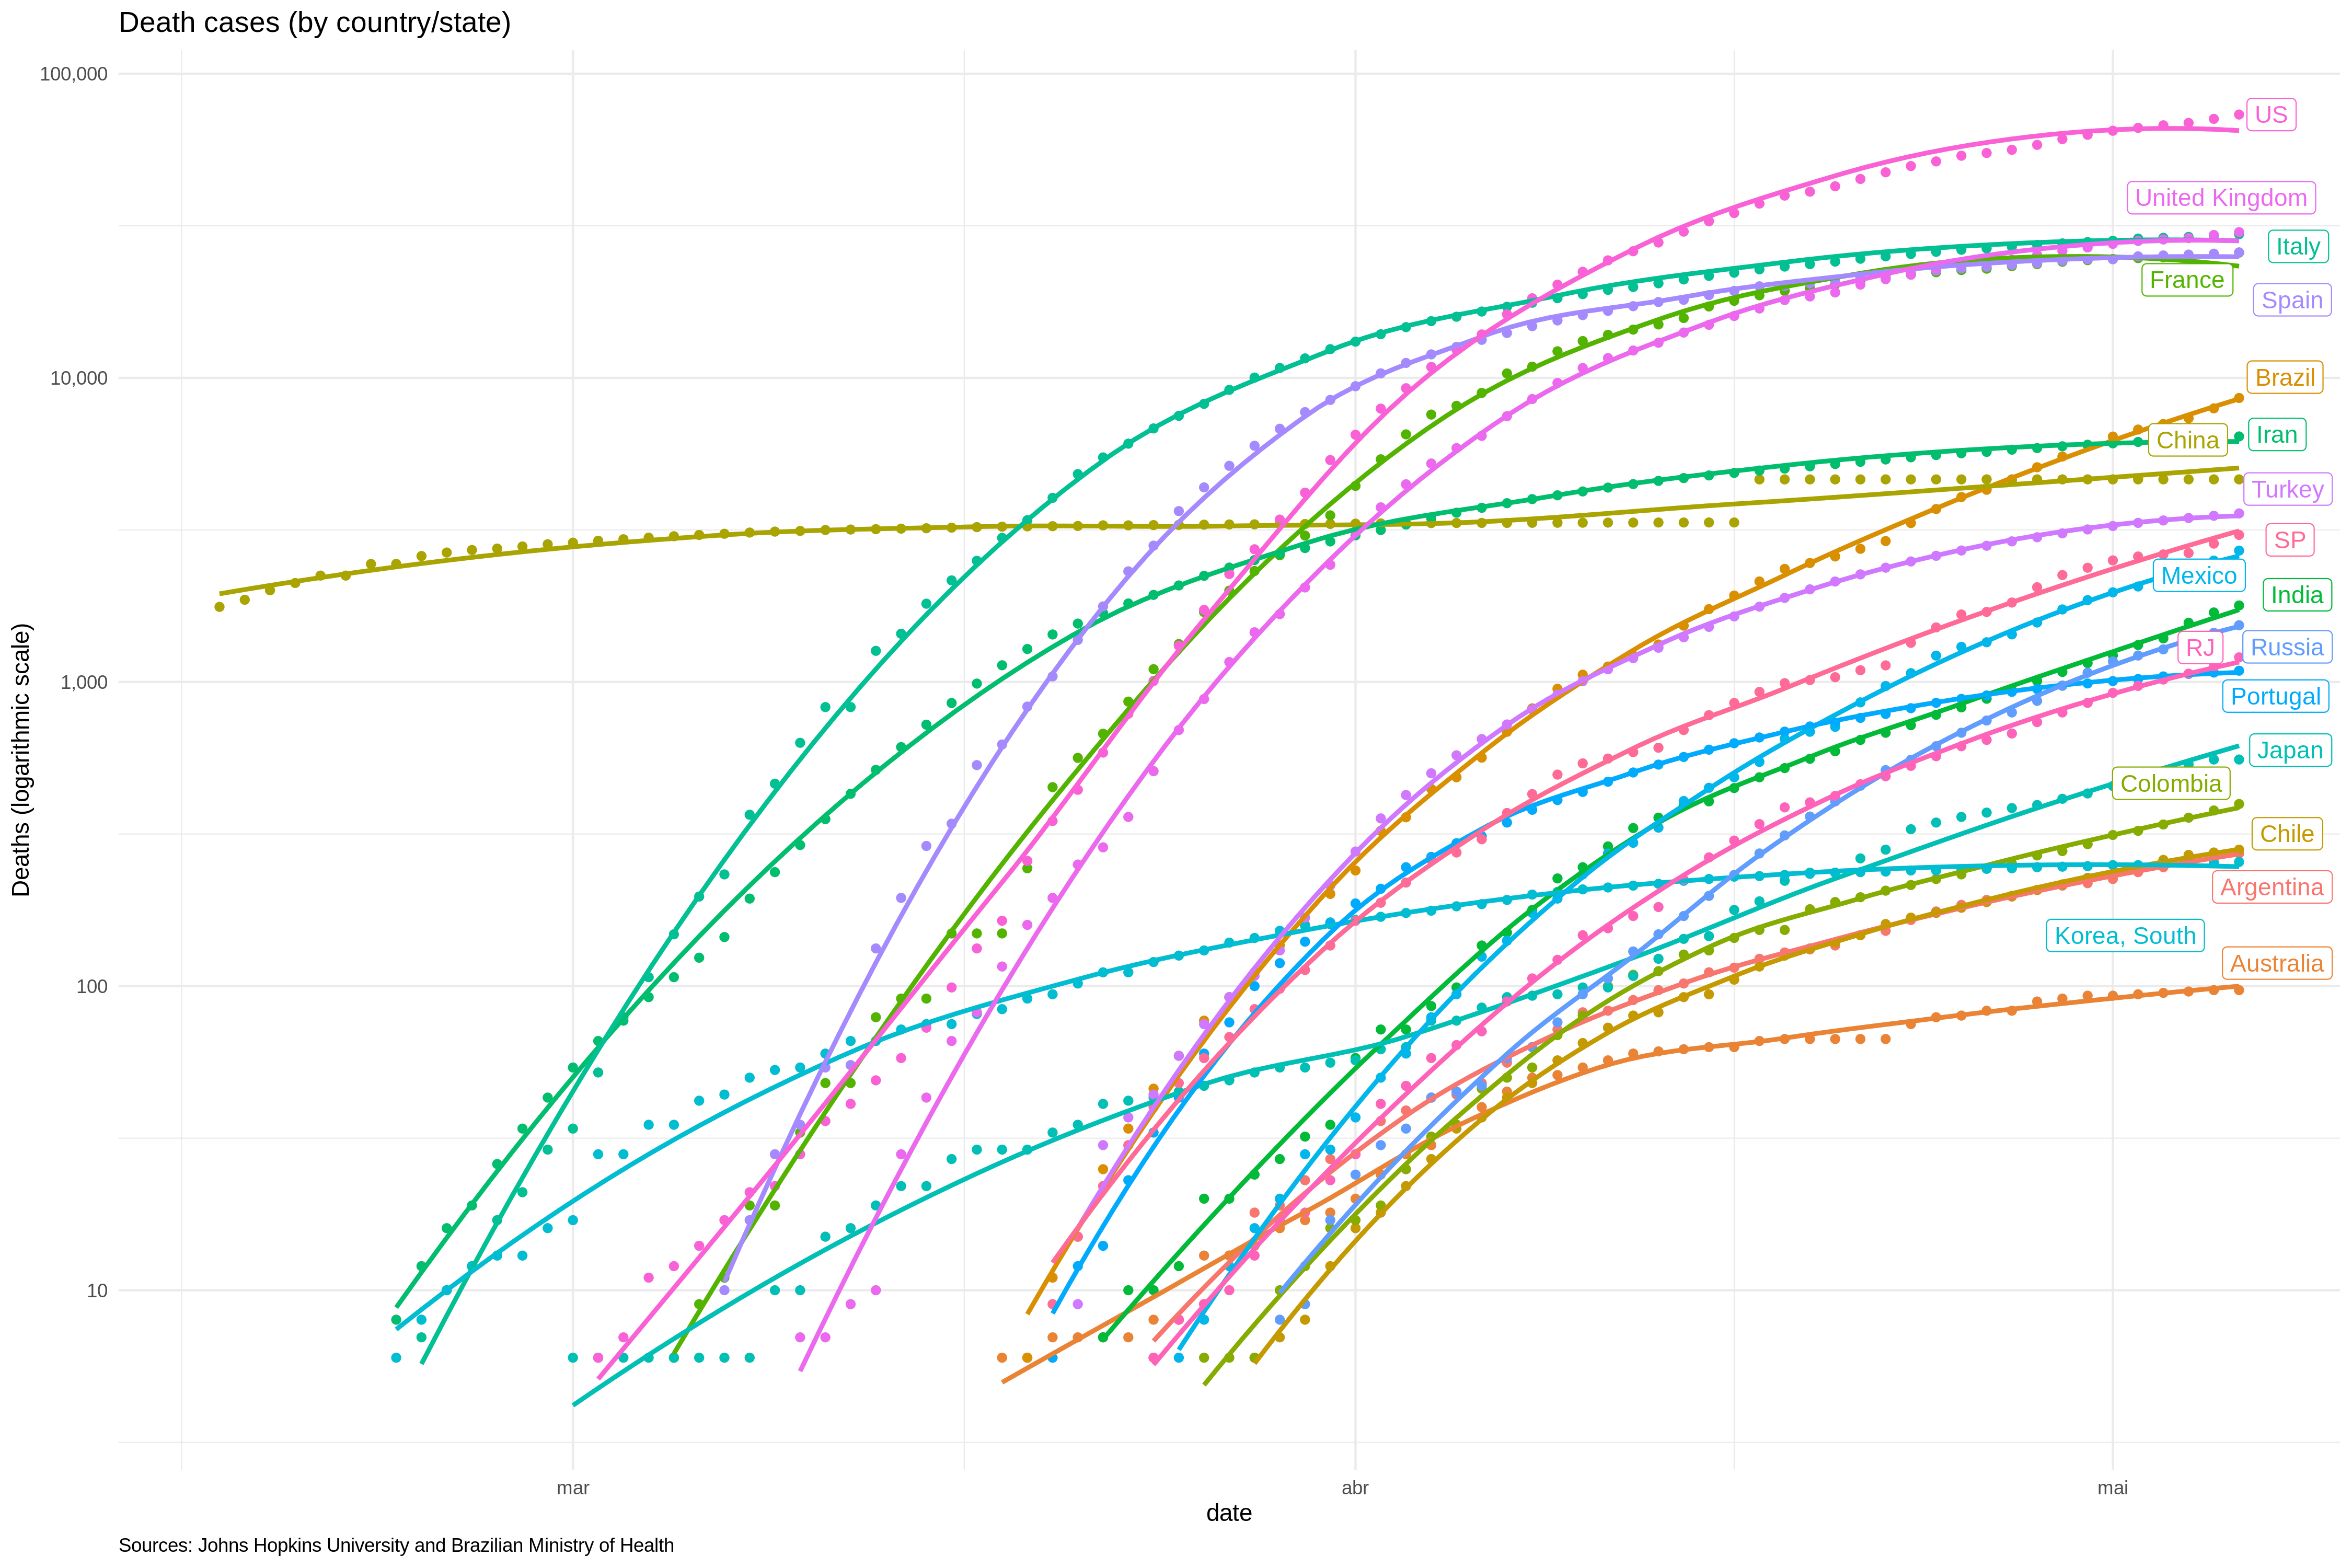 Death cases (by country/state)
100,000
10,000
1,000
100
10
Deaths (logarithmic scale)
US
United Kingdom
Italy
France
Spain
Brazil
Iran
China
Turkey
SP
Mexico
India
RJ
Russia
Portugal
Japan
Colombia
Chile
Argentina
Korea, South
Australia
mar
abr
mai
date
Sources: Johns Hopkins University and Brazilian Ministry of Health